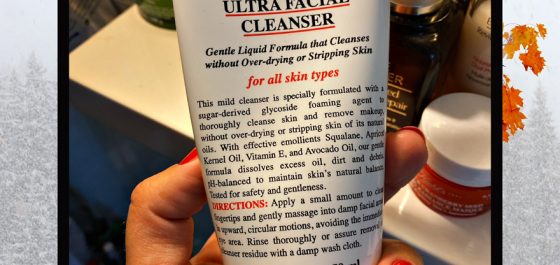 ULTRA FACIAL
CLEANSER
Gentle Liquid Formula that Cleanses
without Over-drying or Stripping Skin
for all skin types
This mild cleanser is specially formulated with a
sugar-derived glycoside foaming agent to
thoroughly cleanse skin and remove makeup,
without over-drying or stripping skin of its natural
oils. With effective emollients Squalane, Apricot
Kernel Oil, Vitamin E, and Avocado Oil, our gentle
formula dissolves excess oil, dirt and debris.
pH-balanced to maintain skin's natural balance.
Tested for safety and gentleness.
DIRECTIONS: Apply a small amount to clean
fingertips and gently massage into damp facial area
in upward, circular motions, avoiding the immediate
eye area. Rinse thoroughly or assure removal of
cleanser residue with a damp wash cloth.